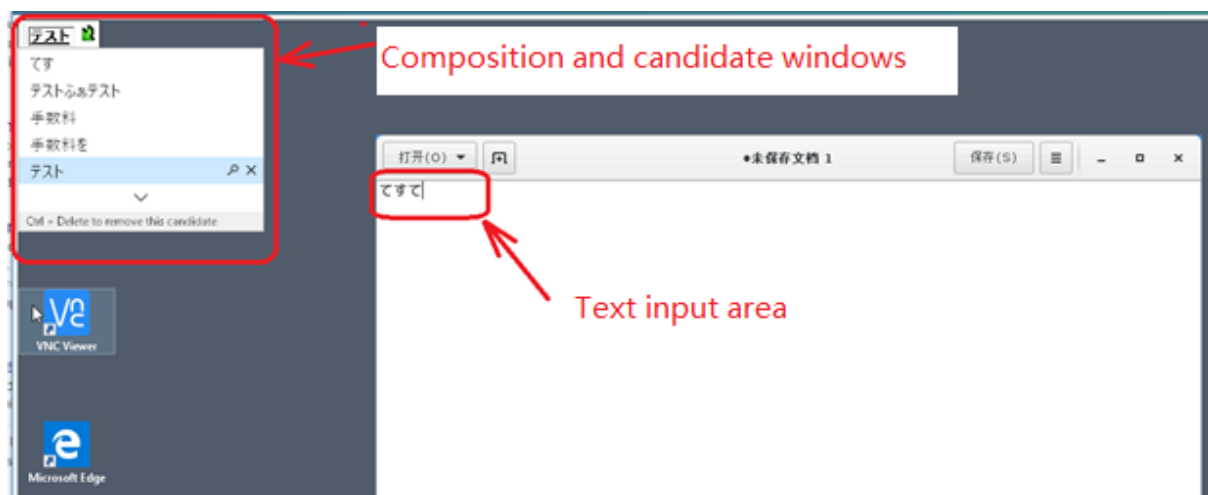 テスト
てす
テストふぁテスト
手数料
手数料を
テスト
Ctrl + Delete to remove this candidate
Composition and candidate windows
打开(O)
•未保存文档 1
保存(S)
てすて
Text input area
VNC Viewer
Microsoft Edge